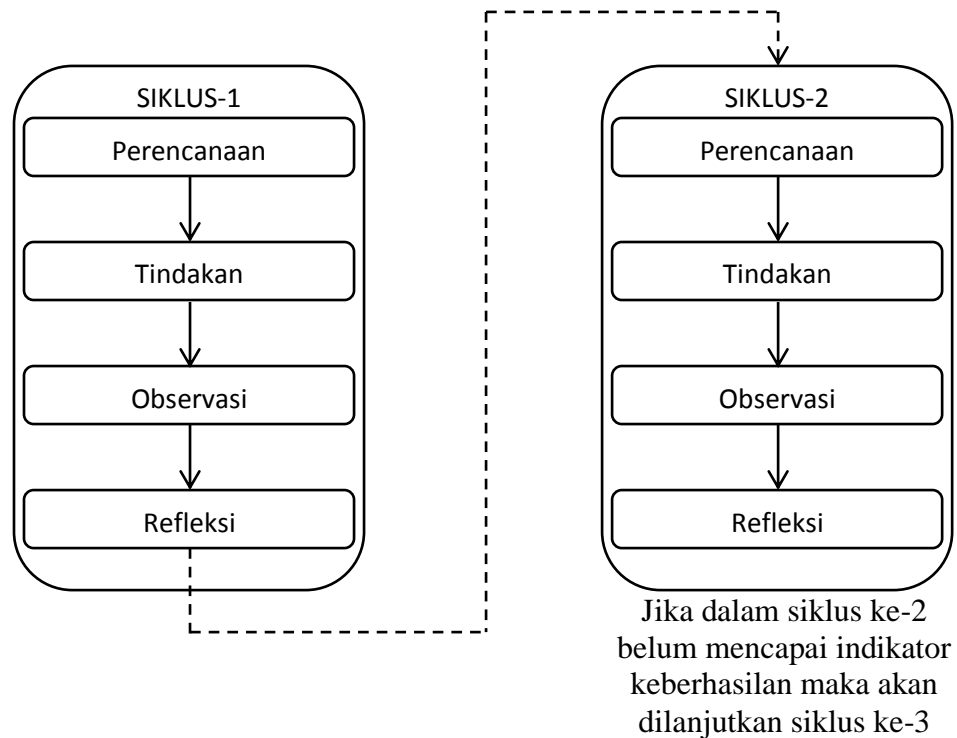 SIKLUS-1
Perencanaan
Tindakan
Observasi
Refleksi
SIKLUS-2
Perencanaan
Tindakan
Observasi
Refleksi
Jika dalam siklus ke-2
belum mencapai indikator
keberhasilan maka akan
dilanjutkan siklus ke-3